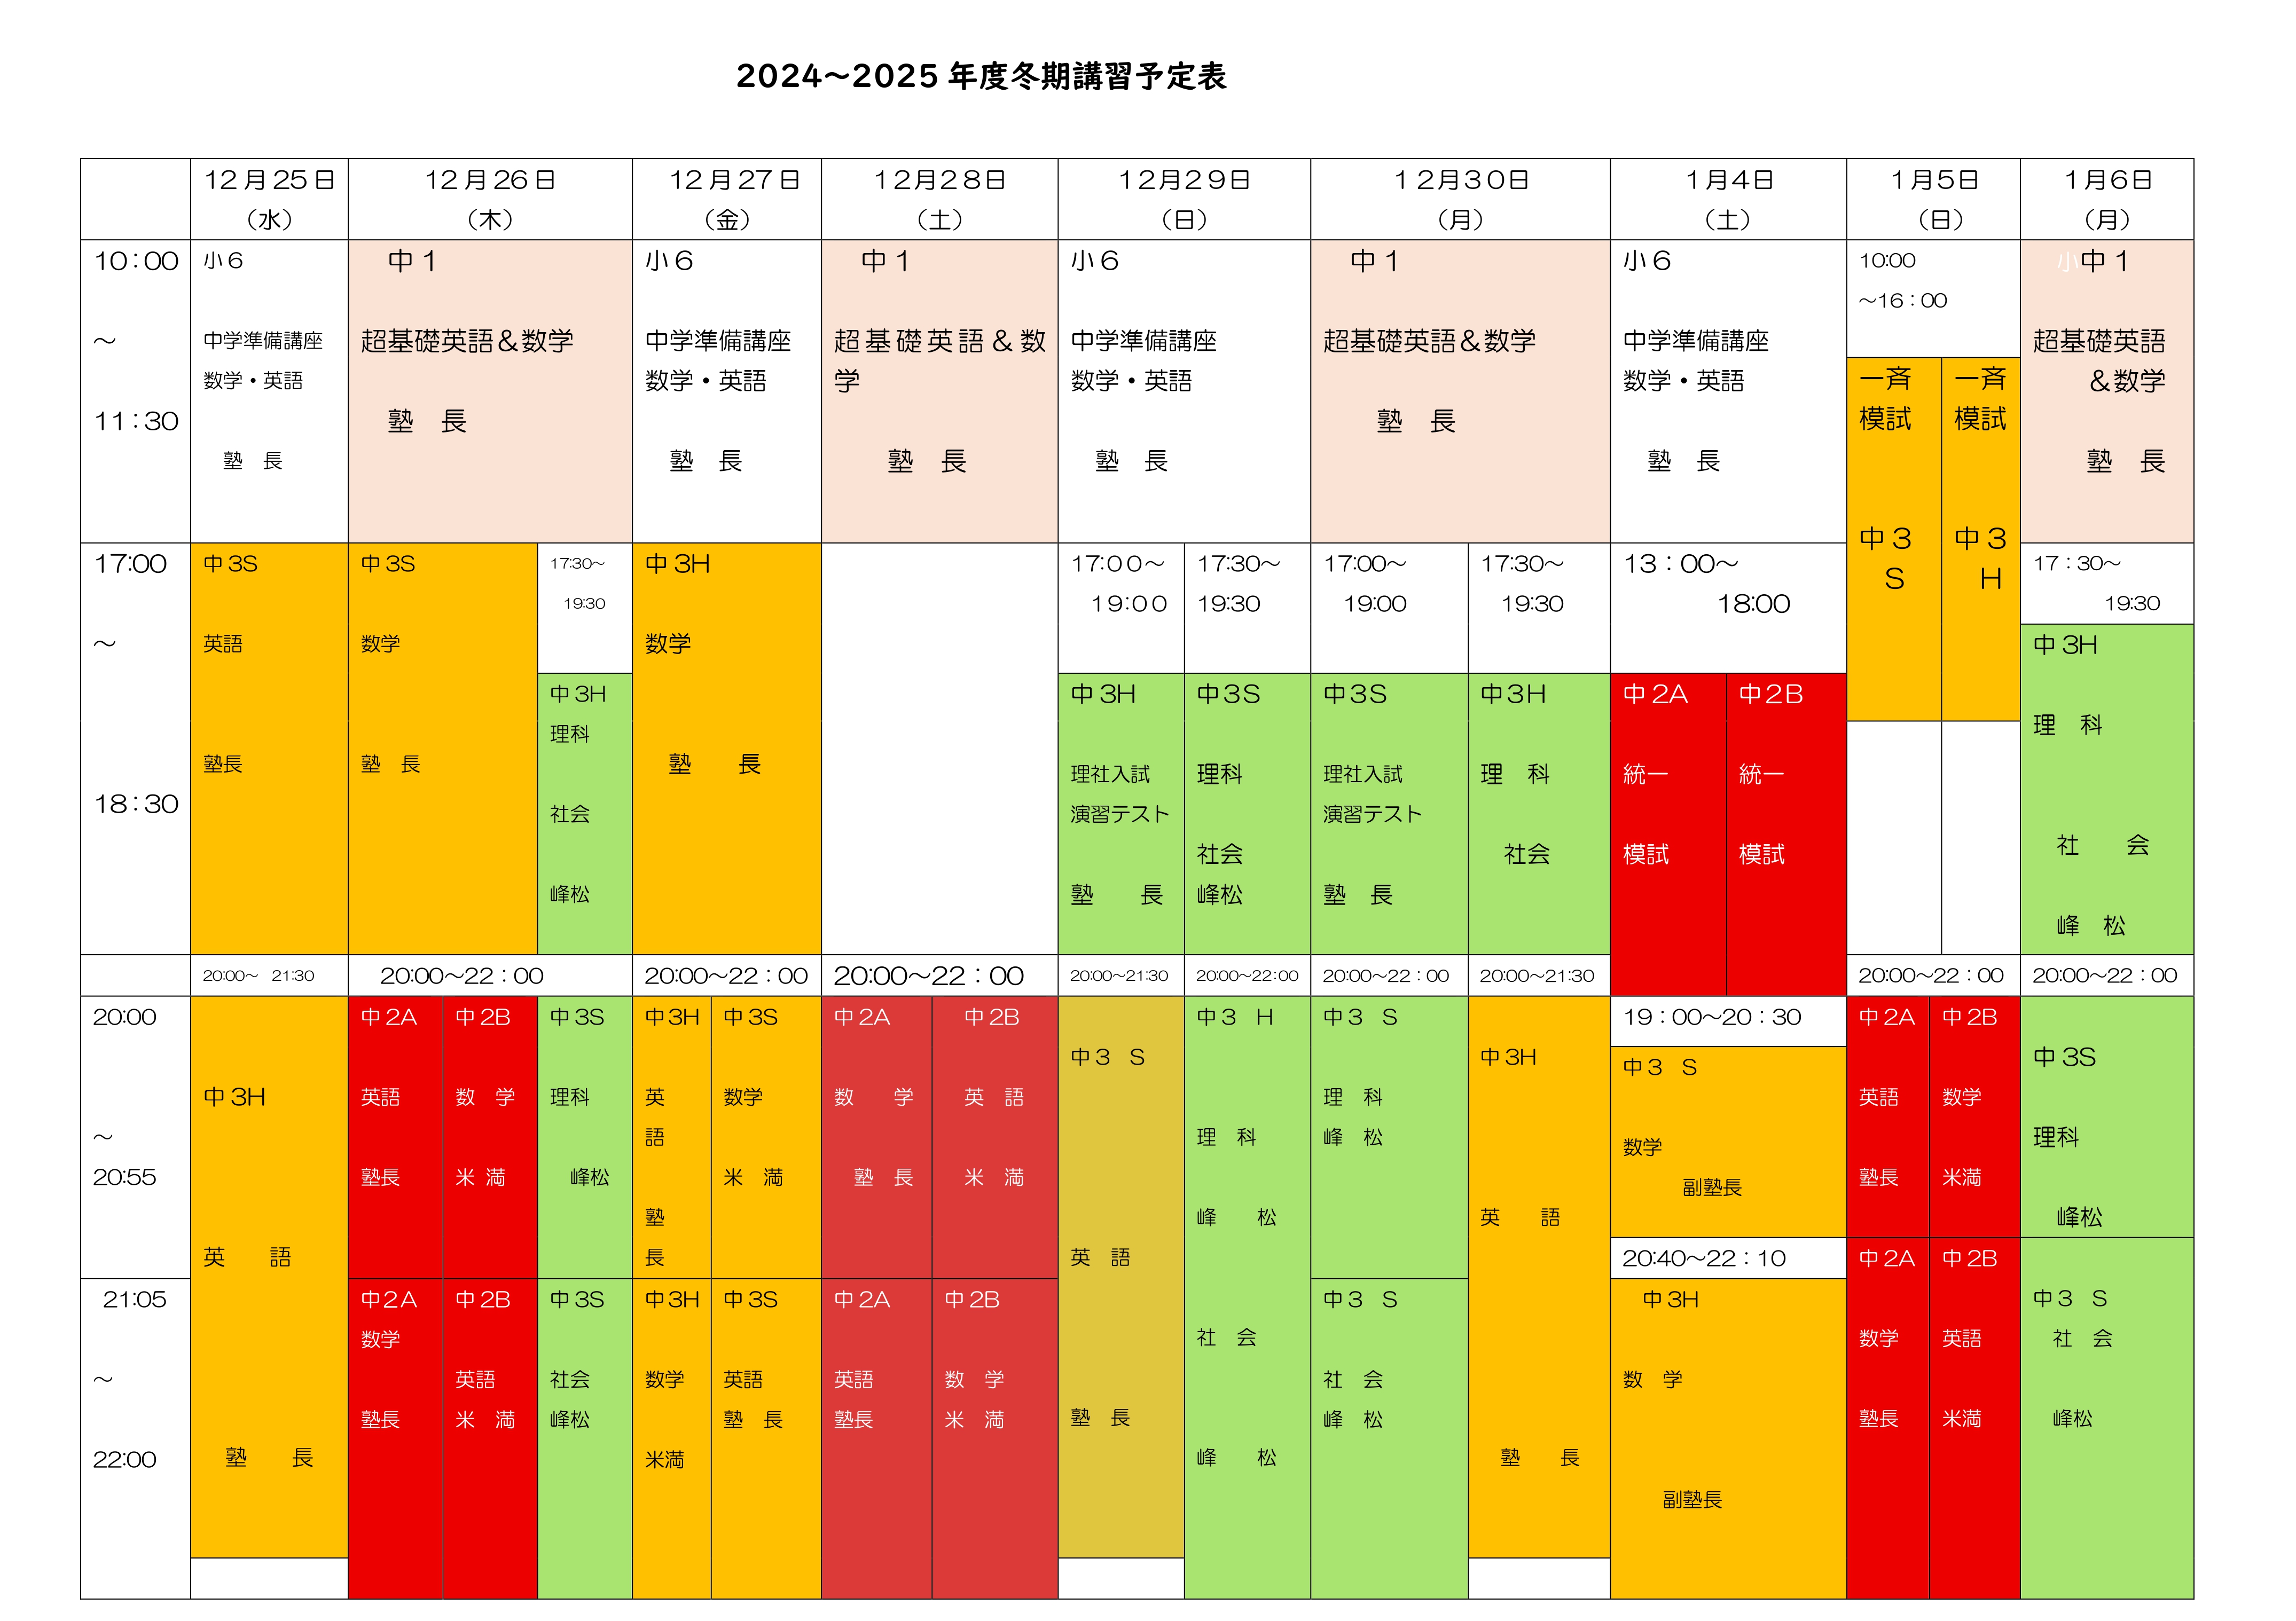 2024～2025 年度冬期講習予定表
12月25日
（水）
12月26日
（木）
12月27日
（金）
12月28日
（土）
12月29日
（日）
12月30日
（月）
1月4日
（土）
1月5日
（日）
1月6日
（月）
10:00
～
11:30
小6
中学準備講座
数学・英語
塾　長
中1
超基礎英語＆数学
塾　長
小6
中学準備講座
数学・英語
塾　長
中1
超基礎英語＆数
学
塾　長
小6
中学準備講座
数学・英語
塾　長
中1
超基礎英語＆数学
塾　長
小6
中学準備講座
数学・英語
塾　長
10:00
～16：00
一斉
模試
中3
S
一斉
模試
中3
H
小中1
超基礎英語
＆数学
塾　長
17:00
～
18:30
中3S
英語
塾長
中3S
数学
塾　長
17:30～
19:30
中3H
理科
社会
峰松
中3H
数学
塾　　長
17:00～
19:00
中3H
理社入試
演習テスト
塾　　長
17:30～
19:30
中3S
理科
社会
峰松
17:00～
19:00
中3S
理社入試
演習テスト
塾　長
17:30～
19:30
中3H
理　科
社会
13：00～
18:00
中2A
統一
模試
中2B
統一
模試
17：30～
19:30
中3H
理　科
社　　会
峰　松
20:00～ 21:30
20:00～22：00
20:00～22：00
20:00～22：00
20:00～21:30
20:00～22:00
20:00～22：00
20:00～21:30
20:00～22：00
20:00～22：00
20:00
～
20:55
中3H
英　　語
塾　　長
中2A
英語
塾長
中2B
数　学
米 満
中3S
理科
峰松
中3H
英
語
塾
長
中3S
数学
米　満
中2A
数　　学
塾　長
中2B
英　語
米　満
中3　S
英　語
塾　長
中3　H
理　科
峰　　松
社　会
峰　　松
中3　S
理　科
峰　松
中3H
英　　語
塾　　長
19：00～20：30
中3　S
数学
副塾長
中2A
英語
塾長
中2B
数学
米満
中3S
理科
峰松
21:05
～
22:00
中2A
数学
塾長
中2B
英語
米　満
中3S
社会
峰松
中3H
数学
米満
中3S
英語
塾　長
中2A
英語
塾長
中2B
数　学
米　満
中3　S
社　会
峰　松
20:40～22：10
中3H
数　学
副塾長
中2A
数学
塾長
中2B
英語
米満
中3　S
社　会
峰松